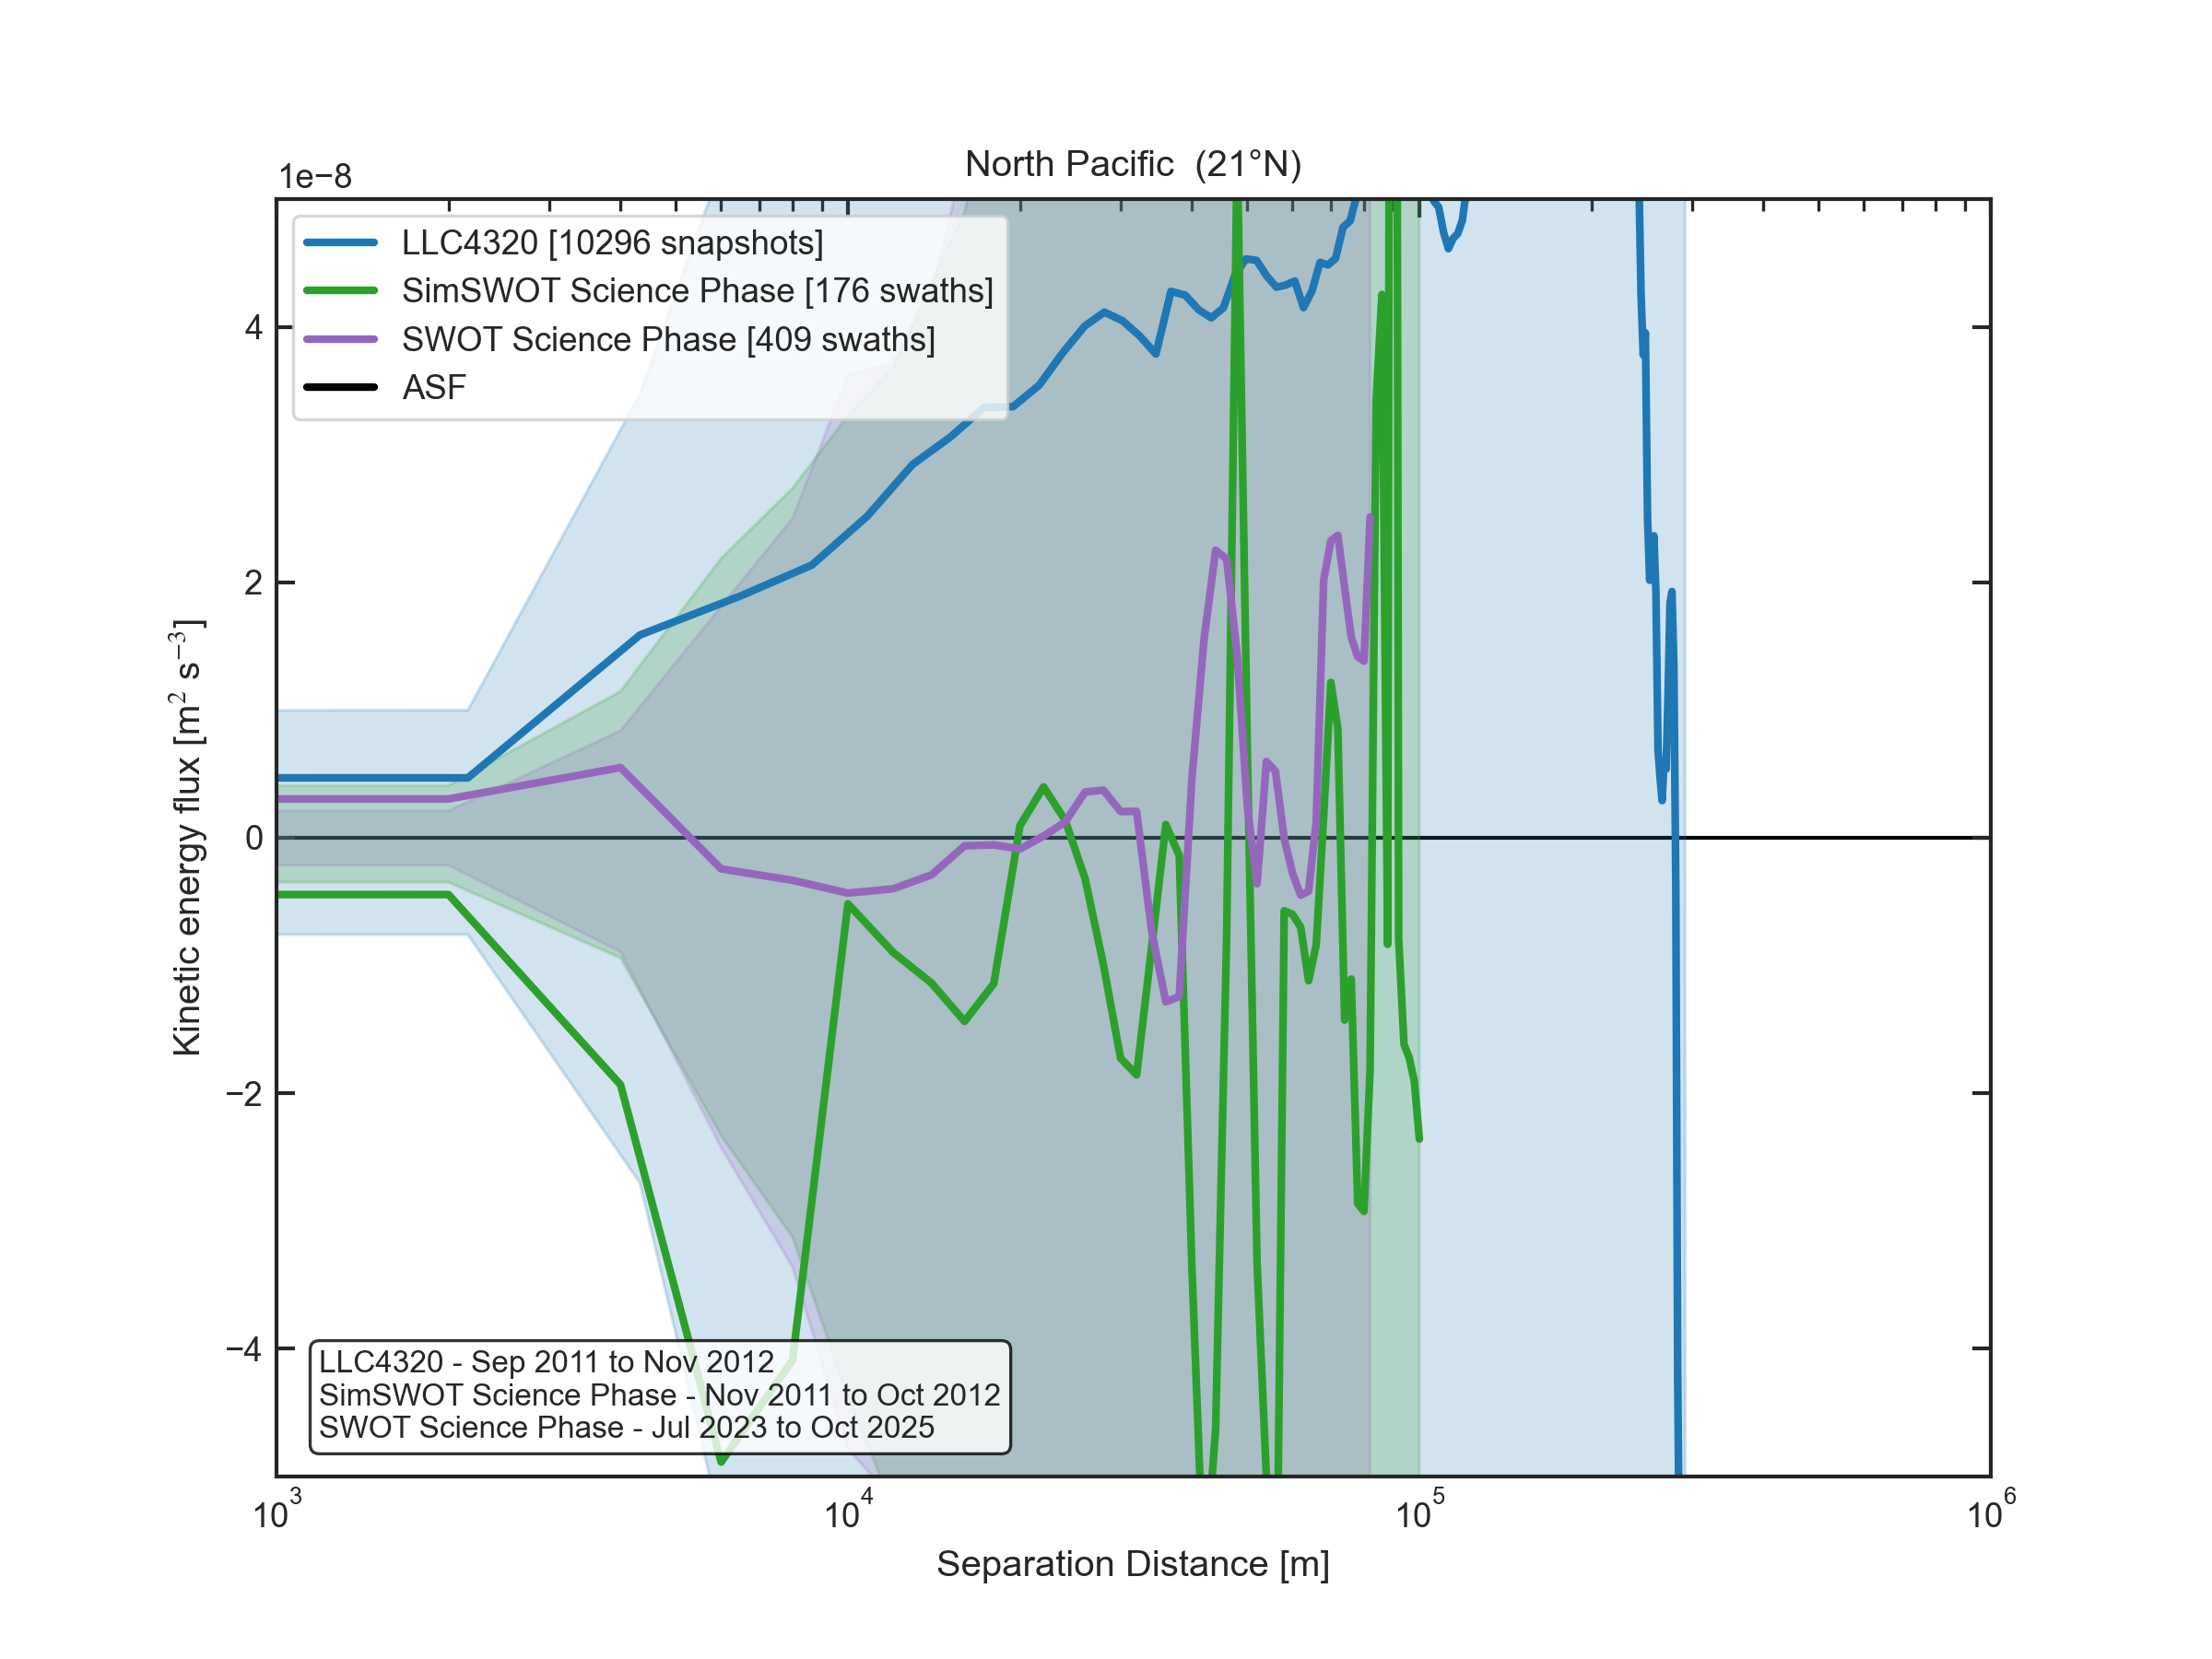 North Pacific  (21°N)
1e−8
LLC4320 [10296 snapshots]
SimSWOT Science Phase [176 swaths]
SWOT Science Phase [409 swaths]
ASF
4
2
0
−2
−4
Kinetic energy flux [m² s⁻³]
LLC4320 - Sep 2011 to Nov 2012
SimSWOT Science Phase - Nov 2011 to Oct 2012
SWOT Science Phase - Jul 2023 to Oct 2025
10³ 10⁴ 10⁵ 10⁶
Separation Distance [m]